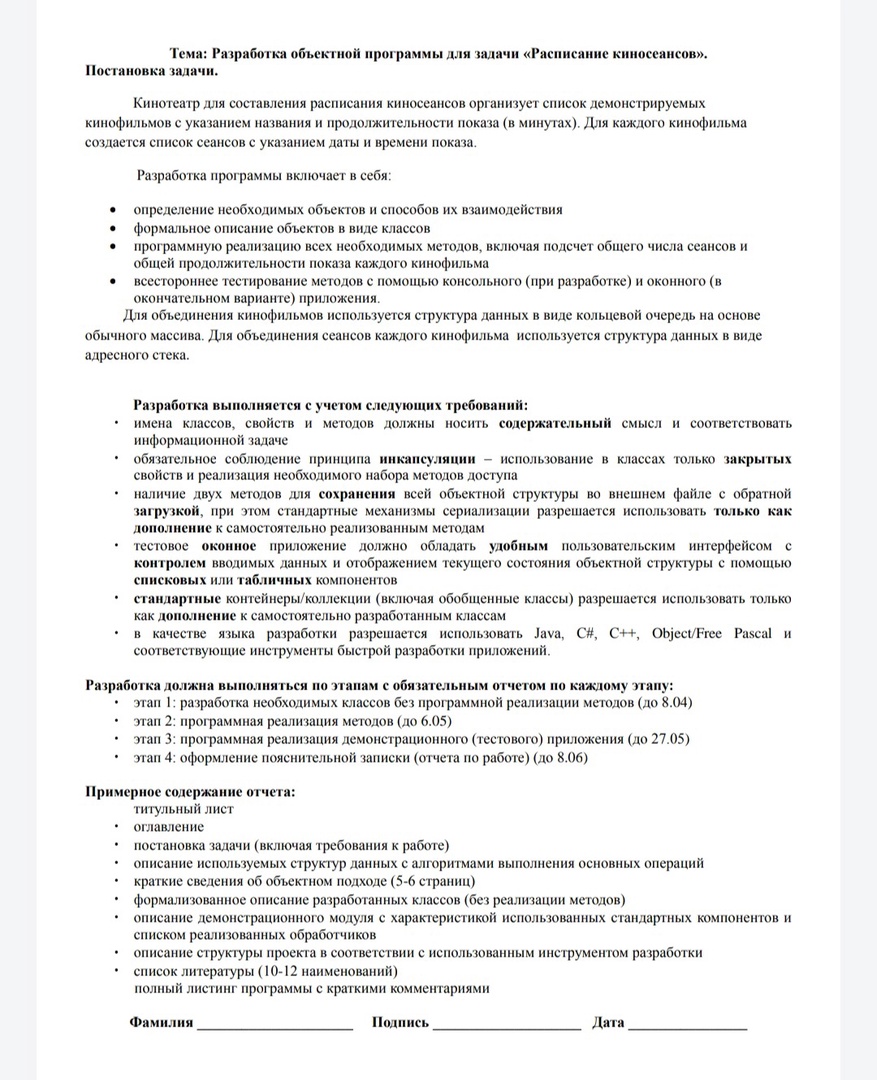 Тема: Разработка объектной программы для задачи «Расписание киносеансов».
Постановка задачи.
Кинотеатр для составления расписания киносеансов организует список демонстрируемых
кинофильмов с указанием названия и продолжительности показа (в минутах). Для каждого кинофильма
создается список сеансов с указанием даты и времени показа.
Разработка программы включает в себя:
• определение необходимых объектов и способов их взаимодействия
• формальное описание объектов в виде классов
• программную реализацию всех необходимых методов, включая подсчет общего числа сеансов и
общей продолжительности показа каждого кинофильма
• всестороннее тестирование методов с помощью консольного (при разработке) и оконного (в
окончательном варианте) приложения.
Для объединения кинофильмов используется структура данных в виде кольцевой очередь на основе
обычного массива. Для объединения сеансов каждого кинофильма используется структура данных в виде
адресного стека.
Разработка выполняется с учетом следующих требований:
· имена классов, свойств и методов должны носить содержательный смысл и соответствовать
информационной задаче
· обязательное соблюдение принципа инкапсуляции – использование в классах только закрытых
свойств и реализация необходимого набора методов доступа
· наличие двух методов для сохранения всей объектной структуры во внешнем файле с обратной
загрузкой, при этом стандартные механизмы сериализации разрешается использовать только как
дополнение к самостоятельно реализованным методам
· тестовое оконное приложение должно обладать удобным пользовательским интерфейсом с
контролем вводимых данных и отображением текущего состояния объектной структуры с помощью
списковых или табличных компонентов
· стандартные контейнеры/коллекции (включая обобщенные классы) разрешается использовать только
как дополнение к самостоятельно разработанным классам
· в качестве языка разработки разрешается использовать Java, C#, C++, Object/Free Pascal и
соответствующие инструменты быстрой разработки приложений.
Разработка должна выполняться по этапам с обязательным отчетом по каждому этапу:
· этап 1: разработка необходимых классов без программной реализации методов (до 8.04)
· этап 2: программная реализация методов (до 6.05)
· этап 3: программная реализация демонстрационного (тестового) приложения (до 27.05)
· этап 4: оформление пояснительной записки (отчета по работе) (до 8.06)
Примерное содержание отчета:
титульный лист
· оглавление
· постановка задачи (включая требования к работе)
· описание используемых структур данных с алгоритмами выполнения основных операций
· краткие сведения об объектном подходе (5-6 страниц)
· формализованное описание разработанных классов (без реализации методов)
· описание демонстрационного модуля с характеристикой использованных стандартных компонентов и
списком реализованных обработчиков
· описание структуры проекта в соответствии с использованным инструментом разработки
· список литературы (10-12 наименований)
полный листинг программы с краткими комментариями
Фамилия ____________________ Подпись ____________________ Дата ________________